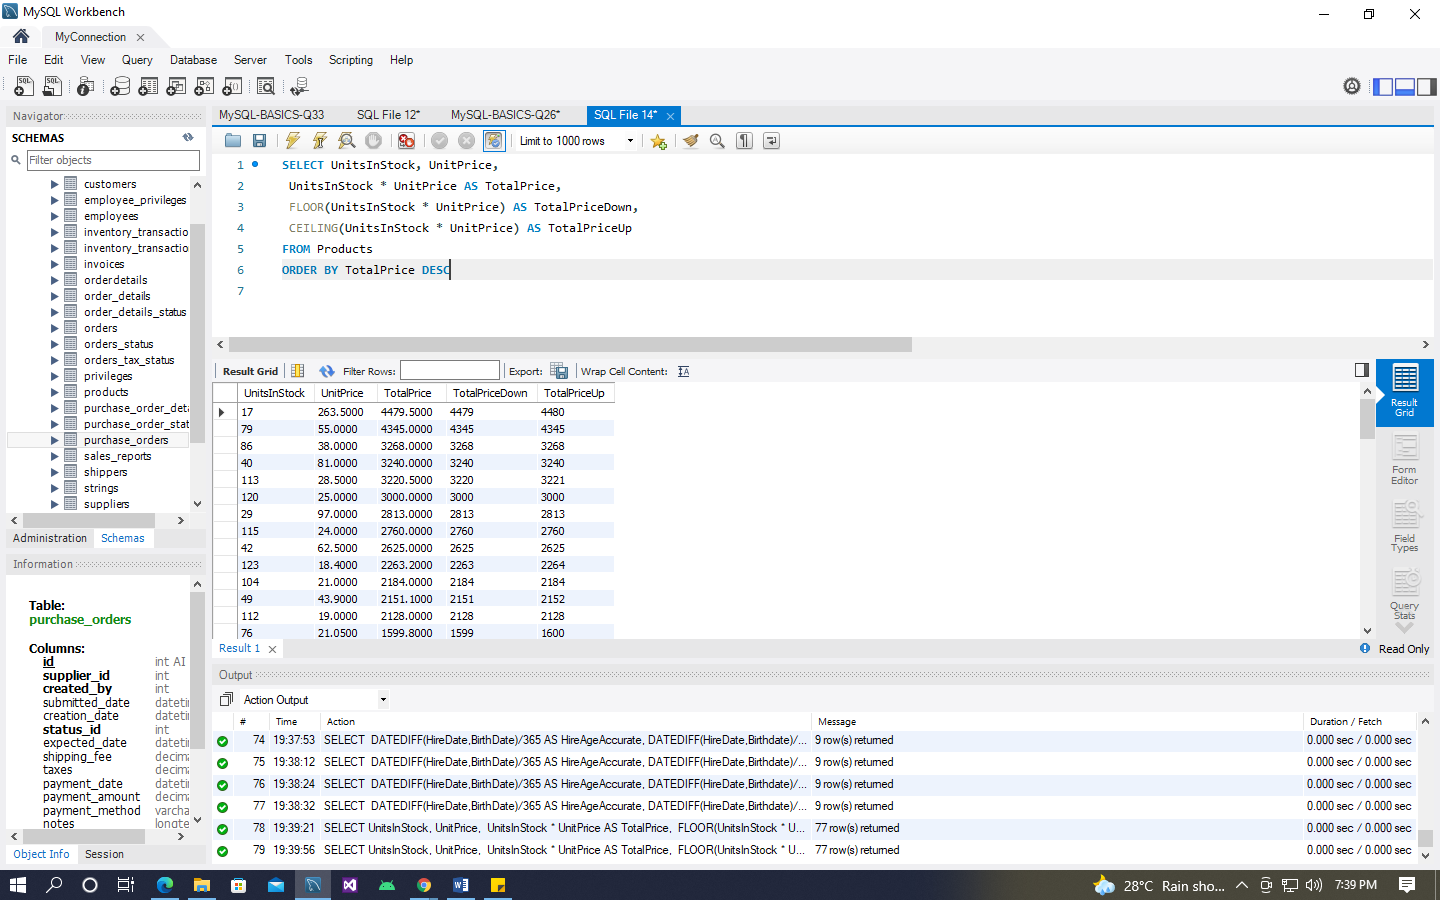 MySQL Workbench
MyConnection
File Edit View Query Database Server Tools Scripting Help
Navigator
SCHEMAS
Filter objects
customers
employee_privileges
employees
inventory_transactio
inventory_transactio
invoices
orderdetails
order_details
order_details_status
orders
orders_status
orders_tax_status
privileges
products
purchase_order_deta
purchase_order_stat
purchase_orders
sales_reports
shippers
strings
suppliers
Administration Schemas
Information
Table:
purchase_orders
Columns:
id int AI
supplier_id int
created_by int
submitted_date dateti
creation_date dateti
status_id int
expected_date dateti
shipping_fee decima
taxes decima
payment_date dateti
payment_amount decima
payment_method varcha
notes longte
Object Info Session
MySQL-BASICS-Q33 SQL File 12* MySQL-BASICS-Q26* SQL File 14*
Limit to 1000 rows
1 SELECT UnitsInStock, UnitPrice,
2 UnitsInStock * UnitPrice AS TotalPrice,
3 FLOOR(UnitsInStock * UnitPrice) AS TotalPriceDown,
4 CEILING(UnitsInStock * UnitPrice) AS TotalPriceUp
5 FROM Products
6 ORDER BY TotalPrice DESC
7
Result Grid Filter Rows: Export: Wrap Cell Content:
UnitsInStock UnitPrice TotalPrice TotalPriceDown TotalPriceUp
17 263.5000 4479.5000 4479 4480
79 55.0000 4345.0000 4345 4345
86 38.0000 3268.0000 3268 3268
40 81.0000 3240.0000 3240 3240
113 28.5000 3220.5000 3220 3221
120 25.0000 3000.0000 3000 3000
29 97.0000 2813.0000 2813 2813
115 24.0000 2760.0000 2760 2760
42 62.5000 2625.0000 2625 2625
123 18.4000 2263.2000 2263 2264
104 21.0000 2184.0000 2184 2184
49 43.9000 2151.1000 2151 2152
112 19.0000 2128.0000 2128 2128
76 21.0500 1599.8000 1599 1600
Result Grid
Form Editor
Field Types
Query Stats
Result 1
Read Only
Output
Action Output
# Time Action Message Duration / Fetch
74 19:37:53 SELECT DATEDIFF(HireDate,BirthDate)/365 AS HireAgeAccurate, DATEDIFF(HireDate,Birthdate)/... 9 row(s) returned 0.000 sec / 0.000 sec
75 19:38:12 SELECT DATEDIFF(HireDate,BirthDate)/365 AS HireAgeAccurate, DATEDIFF(HireDate,Birthdate)/... 9 row(s) returned 0.000 sec / 0.000 sec
76 19:38:24 SELECT DATEDIFF(HireDate,BirthDate)/365 AS HireAgeAccurate, DATEDIFF(HireDate,Birthdate)/... 9 row(s) returned 0.000 sec / 0.000 sec
77 19:38:32 SELECT DATEDIFF(HireDate,BirthDate)/365 AS HireAgeAccurate, DATEDIFF(HireDate,Birthdate)/... 9 row(s) returned 0.000 sec / 0.000 sec
78 19:39:21 SELECT UnitsInStock, UnitPrice, UnitsInStock * UnitPrice AS TotalPrice, FLOOR(UnitsInStock * U... 77 row(s) returned 0.000 sec / 0.000 sec
79 19:39:56 SELECT UnitsInStock, UnitPrice, UnitsInStock * UnitPrice AS TotalPrice, FLOOR(UnitsInStock * U... 77 row(s) returned 0.000 sec / 0.000 sec
28°C Rain sho... 7:39 PM